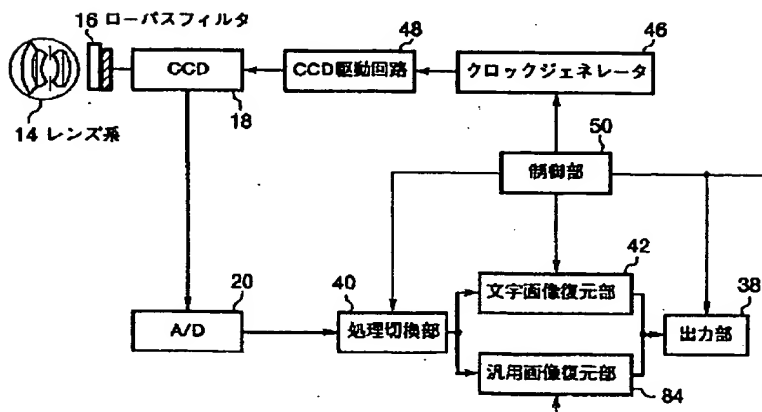 16 ローパスフィルタ
48
46
CCD
CCD駆動回路
クロックジェネレータ
14 レンズ系
18
50
制御部
42
20
40
文字画像復元部
38
A/D
処理切換部
出力部
汎用画像復元部
84